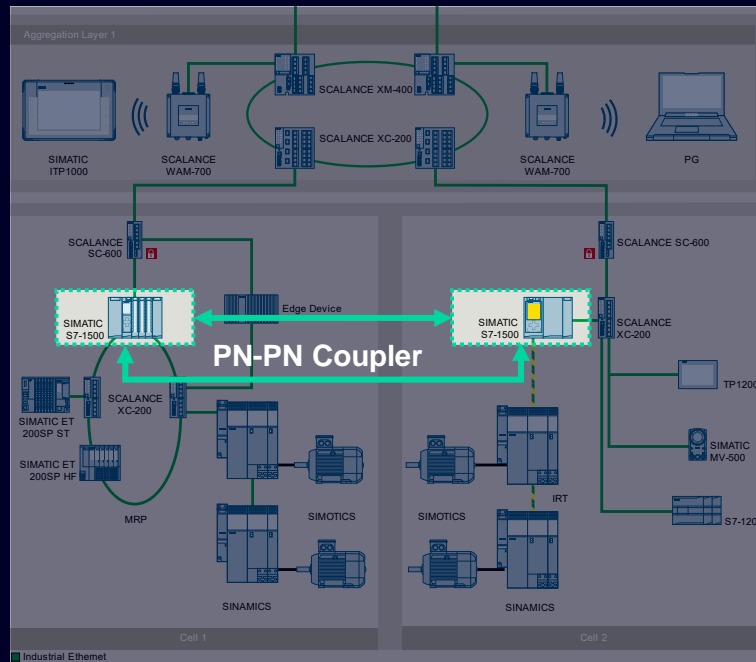 Aggregation Layer 1
SCALANCE XM-400
SCALANCE XC-200
SIMATIC
ITP1000
SCALANCE
WAM-700
SCALANCE
WAM-700
PG
SCALANCE
SC-600
SCALANCE SC-600
SIMATIC
S7-1500
Edge Device
SIMATIC
S7-1500
SCALANCE
XC-200
PN-PN Coupler
SCALANCE
XC-200
TP1200
SIMATIC ET
200SP ST
SIMATIC
MV-500
SIMATIC ET
200SP HF
MRP
SIMOTICS
SIMOTICS
IRT
S7-120
SINAMICS
SINAMICS
Cell 1
Cell 2
Industrial Ethernet